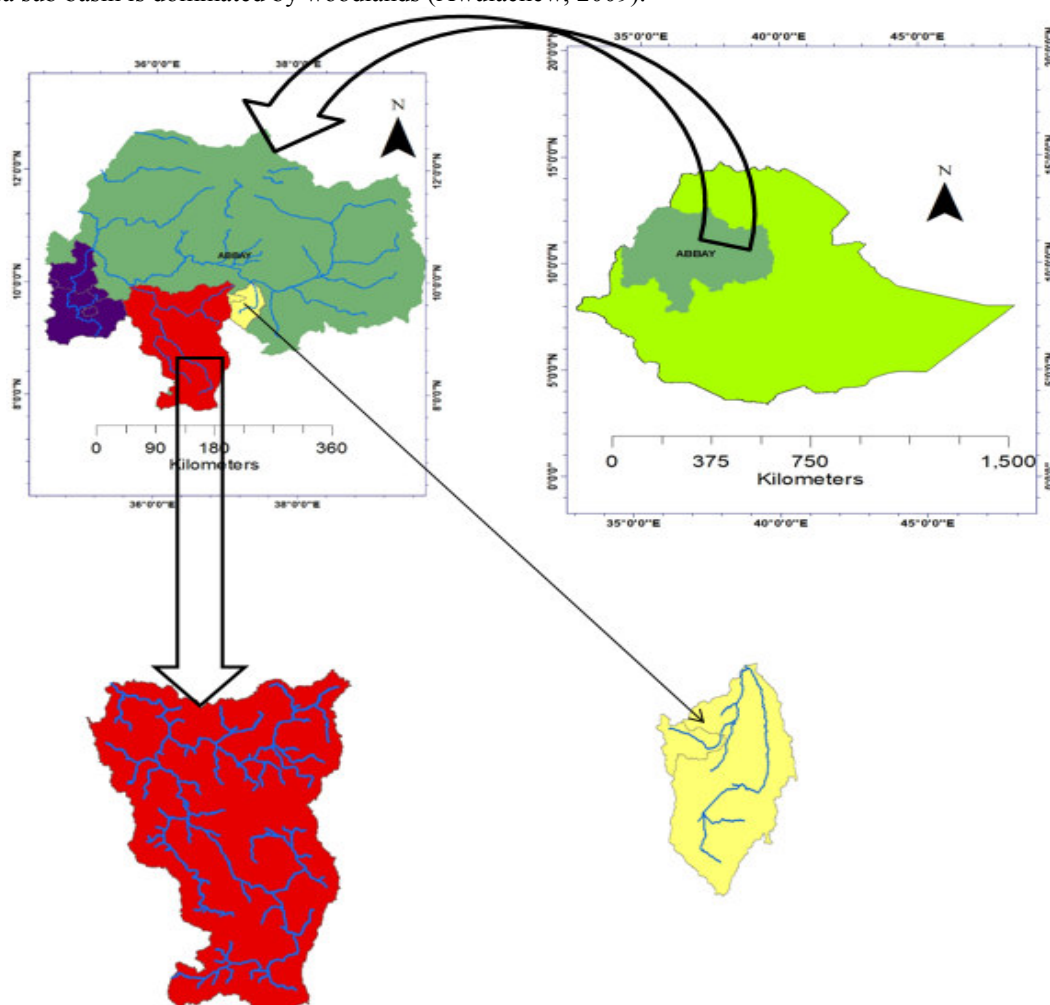 a sub basin is dominated by woodlands (Awulachew, 2009).
36°0'0"E 38°0'0"E
N
12°0'0"N 12°0'0"N
ABBAY
10°0'0"N 10°0'0"N
8°0'0"N 8°0'0"N
0 90 180 360
Kilometers
36°0'0"E 38°0'0"E
35°0'0"E 40°0'0"E 45°0'0"E
20°0'0"N
15°0'0"N
N
ABBAY
10°0'0"N
5°0'0"N
0 375 750 1,500
Kilometers
35°0'0"E 40°0'0"E 45°0'0"E